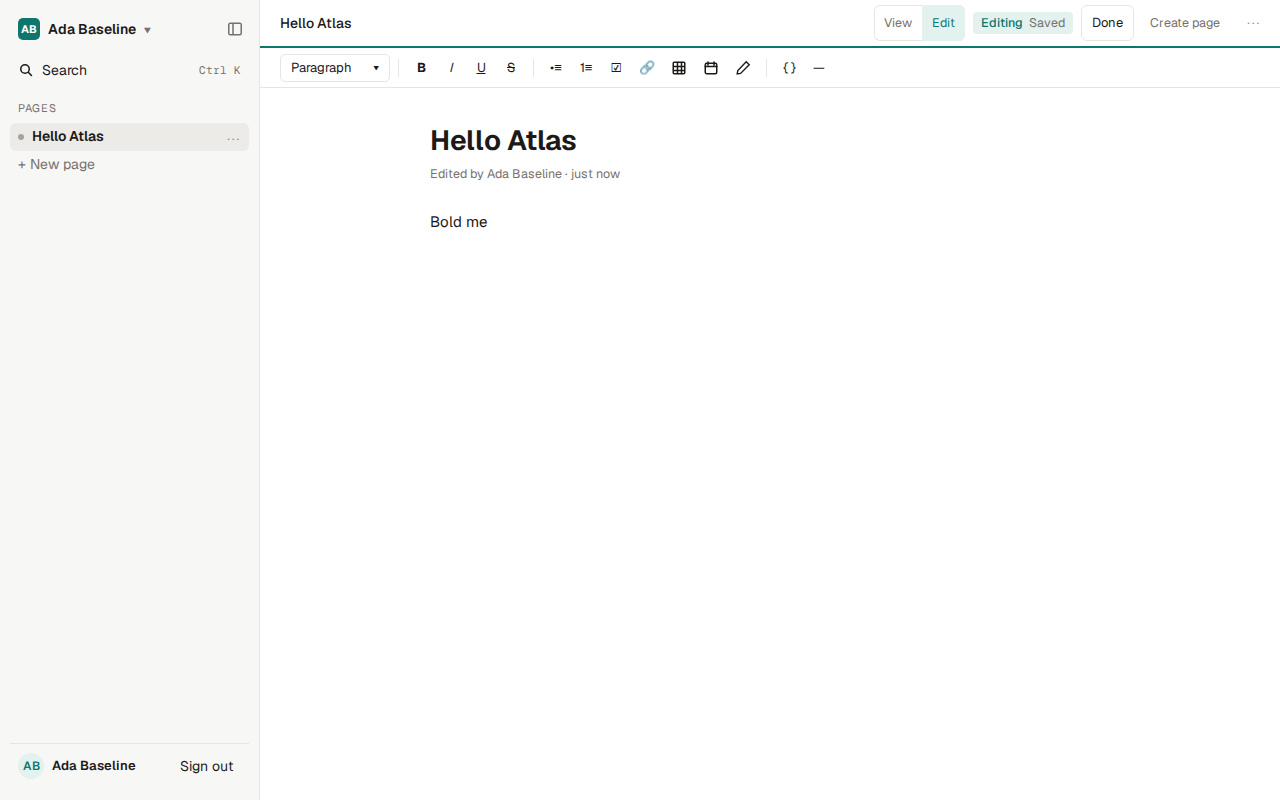 AB Ada Baseline ▾
Search Ctrl K
PAGES
Hello Atlas ...
+ New page
AB Ada Baseline Sign out
Hello Atlas View Edit Editing Saved Done Create page ...
Paragraph ▾ B I U S •≡ 1≡ ☑ 🔗 {} —
Hello Atlas
Edited by Ada Baseline · just now
Bold me